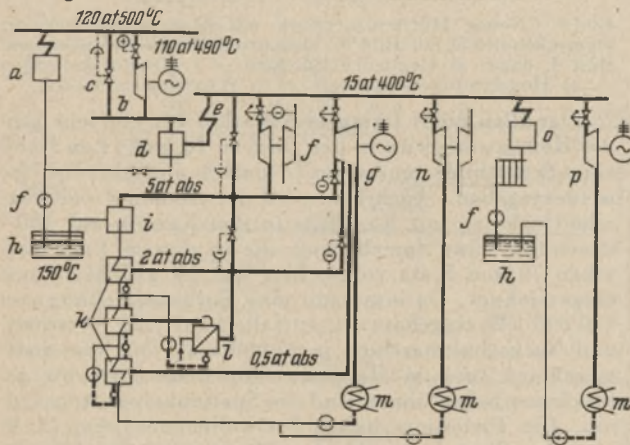 120 at 500°C
110 at 490°C
a
c
b
15 at 400°C
d
e
f
g
n
o
p
5 at abs
f
i
f
h
150°C
2 at abs
h
k
l
0,5 at abs
m
m
m